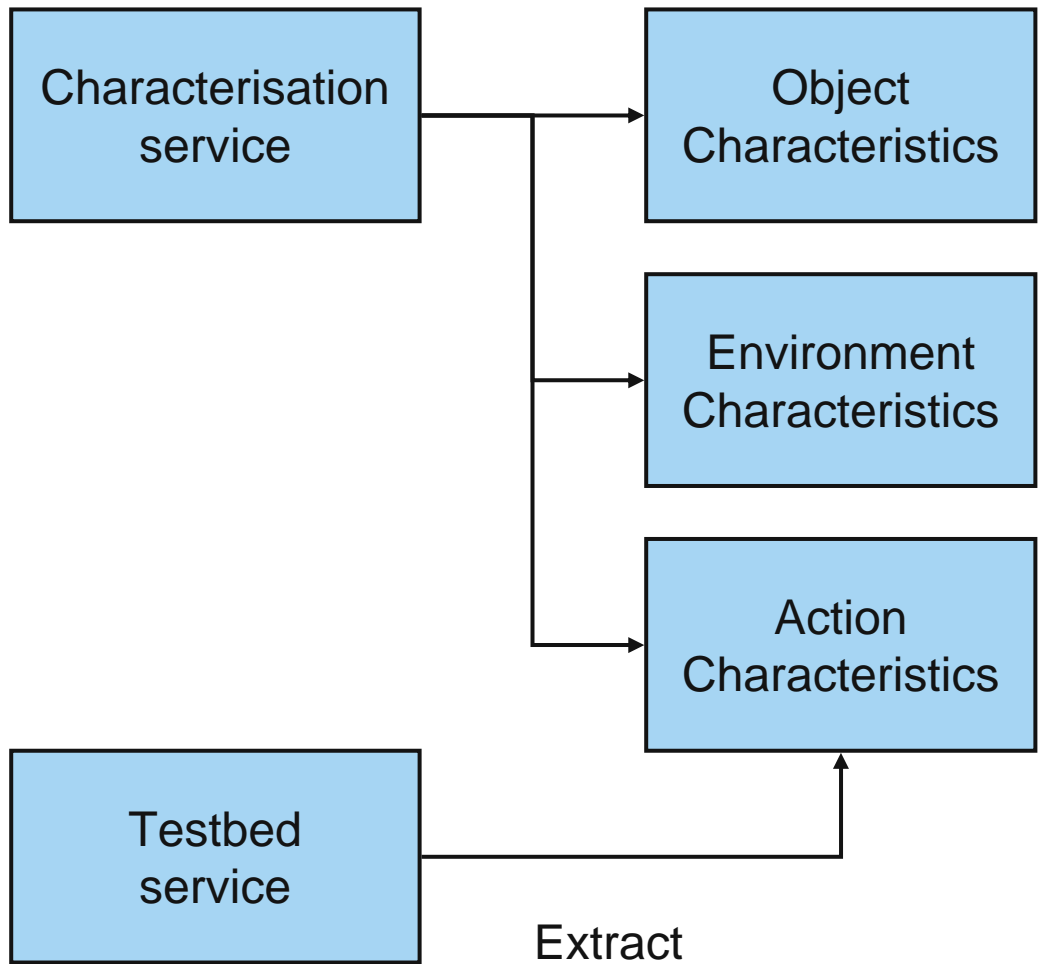 Characterisation
service
Object
Characteristics
Environment
Characteristics
Action
Characteristics
Testbed
service
Extract